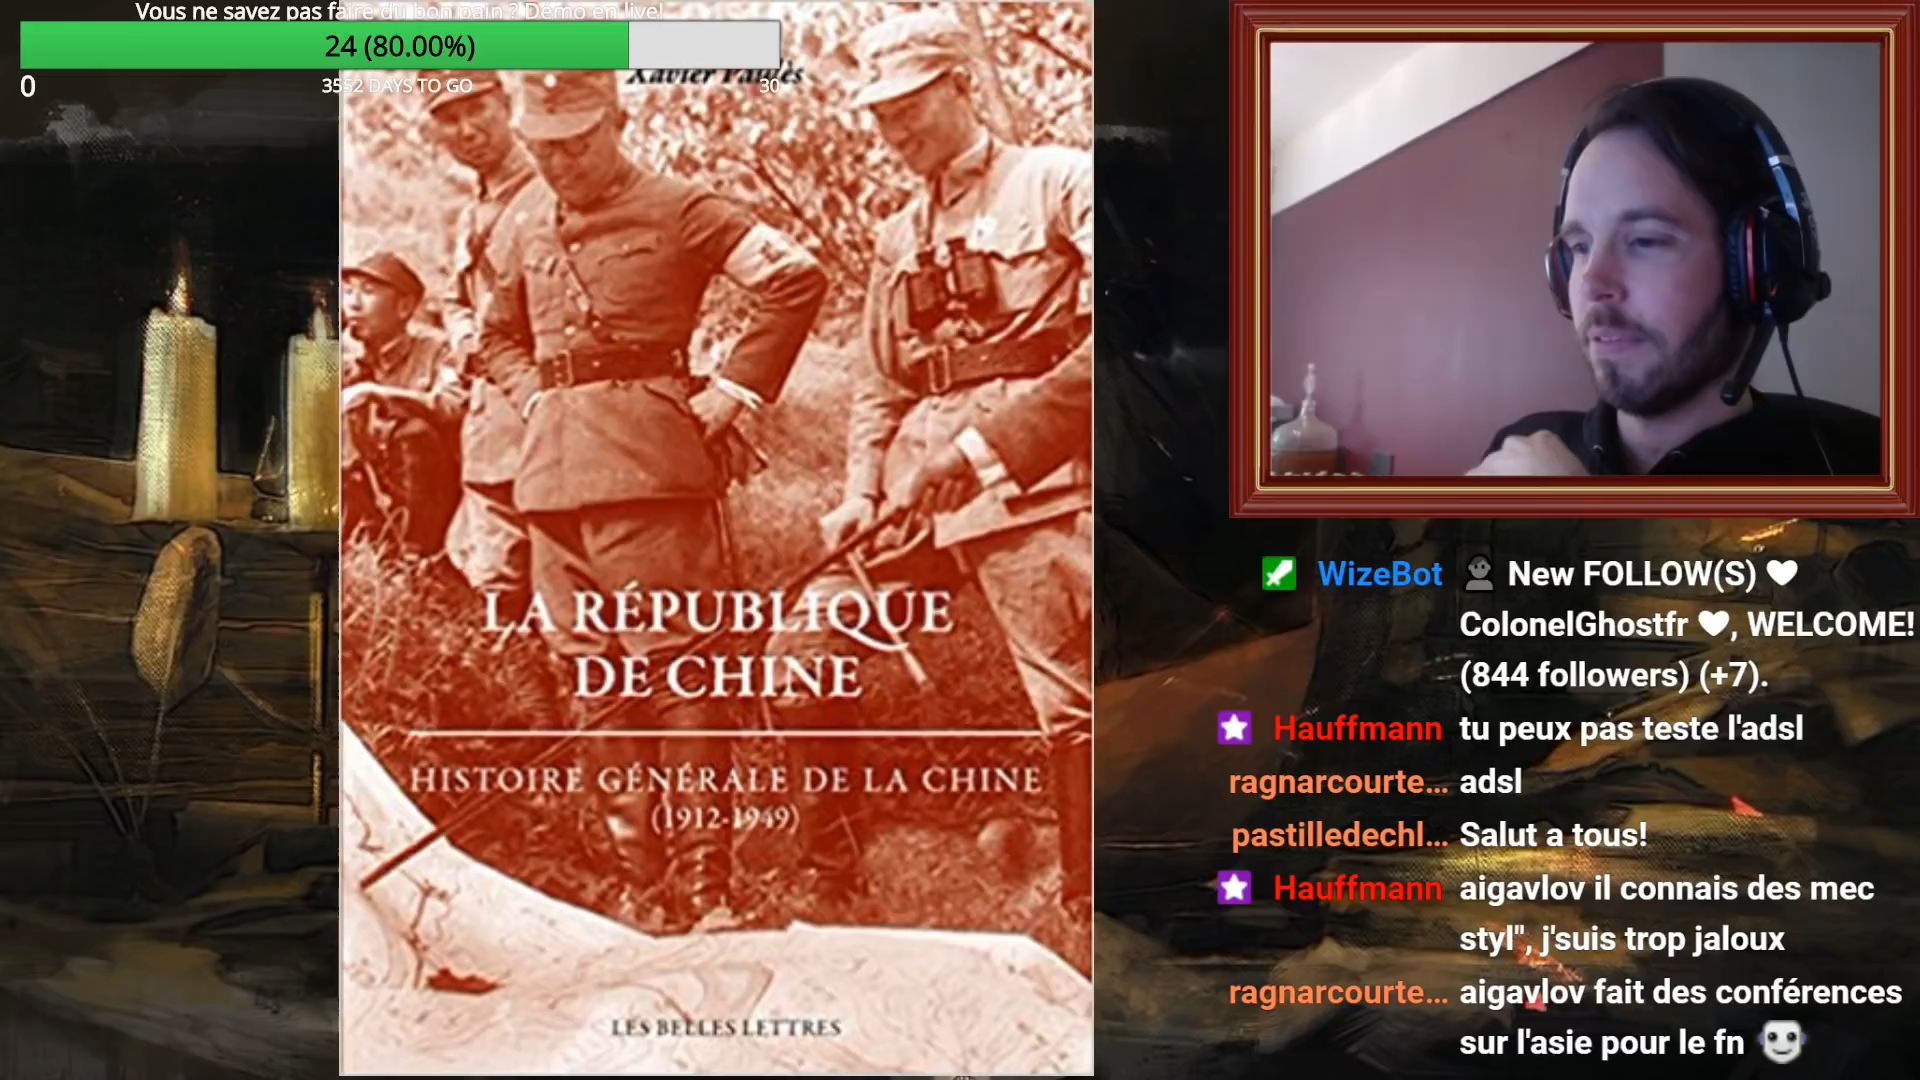 Vous ne savez pas faire du bon pain ? Démo en live!
24 (80.00%)
0
3552 DAYS TO GO
30
Xavier Paulès
LA RÉPUBLIQUE
DE CHINE
HISTOIRE GÉNÉRALE DE LA CHINE
(1912-1949)
LES BELLES LETTRES
WizeBot New FOLLOW(S)
ColonelGhostfr , WELCOME!
(844 followers) (+7).
Hauffmann tu peux pas teste l'adsl
ragnarcourte... adsl
pastilledechl... Salut a tous!
Hauffmann aigavlov il connais des mec
styl", j'suis trop jaloux
ragnarcourte... aigavlov fait des conférences
sur l'asie pour le fn